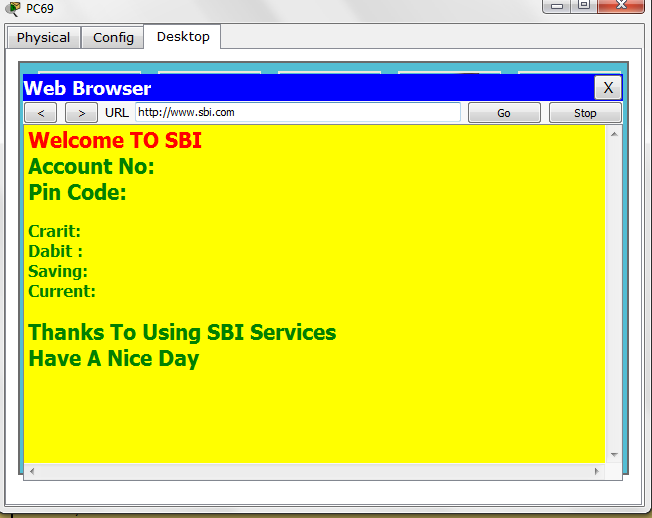 PC69
Physical Config Desktop
Web Browser X
< > URL http://www.sbi.com Go Stop
Welcome TO SBI
Account No:
Pin Code:
Crarit:
Dabit :
Saving:
Current:
Thanks To Using SBI Services
Have A Nice Day